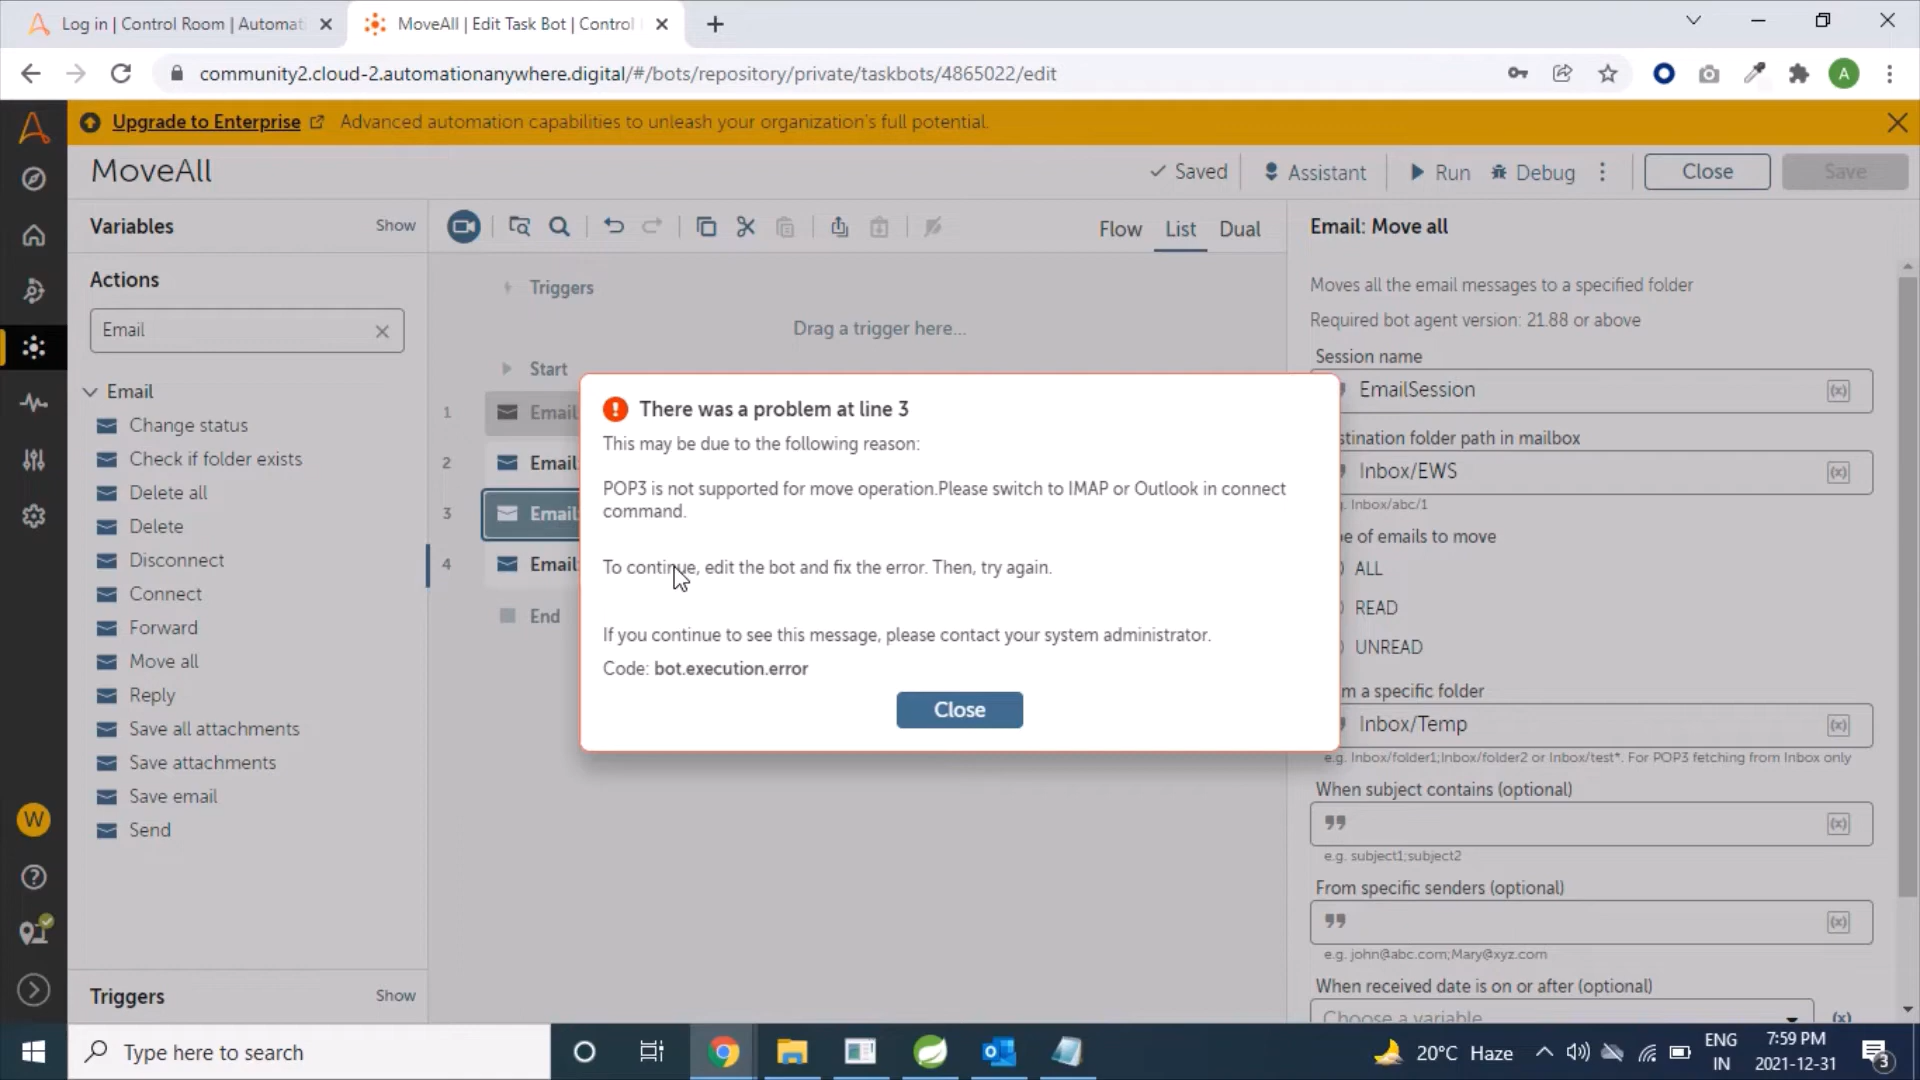 Log in | Control Room | Automat
MoveAll | Edit Task Bot | Control
community2.cloud-2.automationanywhere.digital/#/bots/repository/private/taskbots/4865022/edit
A
Upgrade to Enterprise
Advanced automation capabilities to unleash your organization's full potential.
MoveAll
Saved
Assistant
Run
Debug
Close
Save
Variables
Show
Flow
List
Dual
Email: Move all
Actions
Email
Email
Change status
Check if folder exists
Delete all
Delete
Disconnect
Connect
Forward
Move all
Reply
Save all attachments
Save attachments
Save email
Send
Triggers
Show
W
Triggers
Drag a trigger here...
Start
1
Email
2
Email:
3
Email:
4
Email:
End
There was a problem at line 3
This may be due to the following reason:
POP3 is not supported for move operation.Please switch to IMAP or Outlook in connect
command.
To continue, edit the bot and fix the error. Then, try again.
If you continue to see this message, please contact your system administrator.
Code: bot.execution.error
Close
Moves all the email messages to a specified folder
Required bot agent version: 21.88 or above
Session name
EmailSession
(x)
stination folder path in mailbox
Inbox/EWS
(x)
. Inbox/abc/1
e of emails to move
ALL
READ
UNREAD
m a specific folder
Inbox/Temp
(x)
e.g. Inbox/folder1;Inbox/folder2 or Inbox/test*. For POP3 fetching from Inbox only
When subject contains (optional)
(x)
e.g. subject1;subject2
From specific senders (optional)
(x)
e.g. john@abc.com;Mary@xyz.com
When received date is on or after (optional)
Choose a variable
(x)
Type here to search
20°C Haze
ENG
IN
7:59 PM
2021-12-31
3